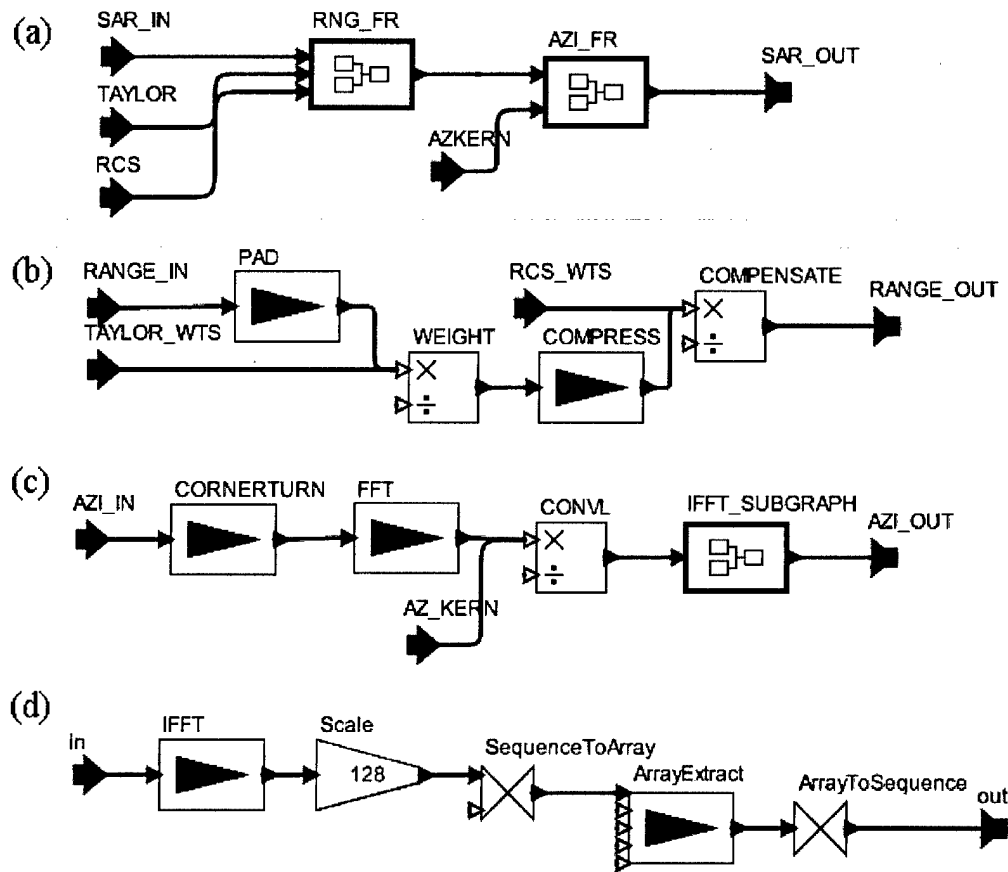 (a)
SAR_IN
RNG_FR
AZI_FR
SAR_OUT
TAYLOR
RCS
AZKERN
(b)
RANGE_IN
PAD
RCS_WTS
COMPENSATE
RANGE_OUT
TAYLOR_WTS
WEIGHT
COMPRESS
×
÷
×
÷
(c)
AZI_IN
CORNERTURN
FFT
CONVL
IFFT_SUBGRAPH
AZI_OUT
×
÷
AZ_KERN
(d)
in
IFFT
Scale
128
SequenceToArray
ArrayExtract
ArrayToSequence
out